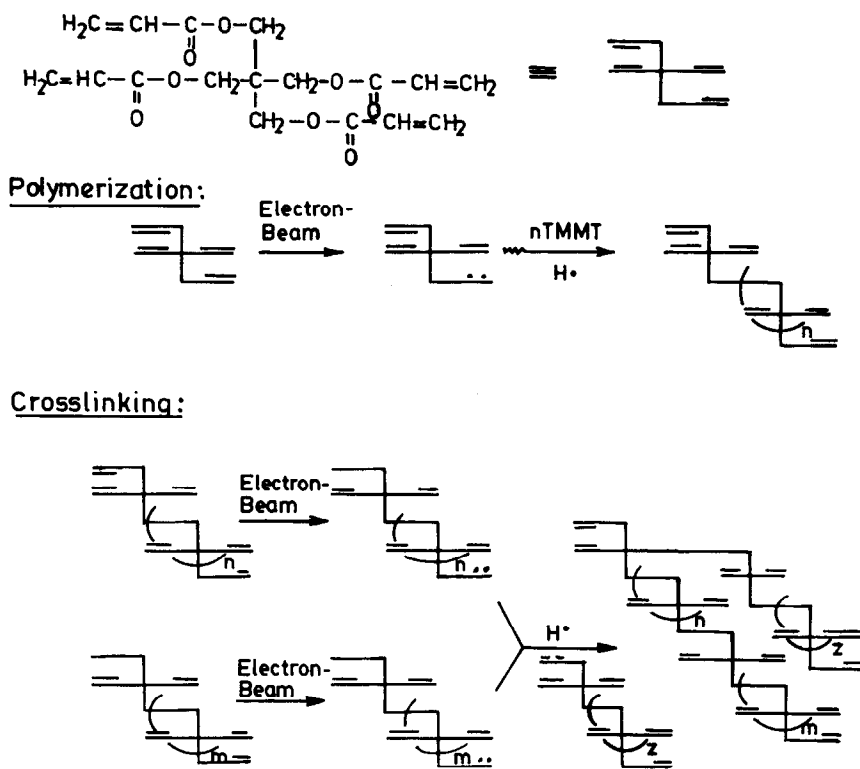 H2C=CH-C-O-CH2
O
H2C=HC-C-O-CH2-C-CH2-O-C-CH=CH2
O
O
CH2-O-C-CH=CH2
O
Polymerization:
Electron-
Beam
nTMMT
H•
n
Crosslinking:
Electron-
Beam
n
n
Electron-
Beam
m
m
H•
z
n
z
m